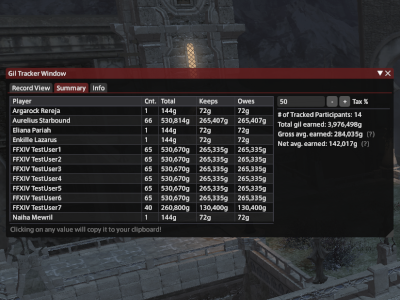 Gil Tracker Window
Record View Summary Info
Player Cnt. Total Keeps Owes
Argarock Rereja 1 144g 72g 72g
Aurelius Starbound 66 530,814g 265,407g 265,407g
Eliana Pariah 1 144g 72g 72g
Enkille Lazarus 1 144g 72g 72g
FFXIV TestUser1 65 530,670g 265,335g 265,335g
FFXIV TestUser2 65 530,670g 265,335g 265,335g
FFXIV TestUser3 65 530,670g 265,335g 265,335g
FFXIV TestUser4 65 530,670g 265,335g 265,335g
FFXIV TestUser5 65 530,670g 265,335g 265,335g
FFXIV TestUser6 65 530,670g 265,335g 265,335g
FFXIV TestUser7 40 260,800g 130,400g 130,400g
Naiha Mewril 1 144g 72g 72g
50 - + Tax %
# of Tracked Participants: 14
Total gil earned: 3,976,498g
Gross avg. earned: 284,035g (?)
Net avg. earned: 142,017g (?)
Clicking on any value will copy it to your clipboard!